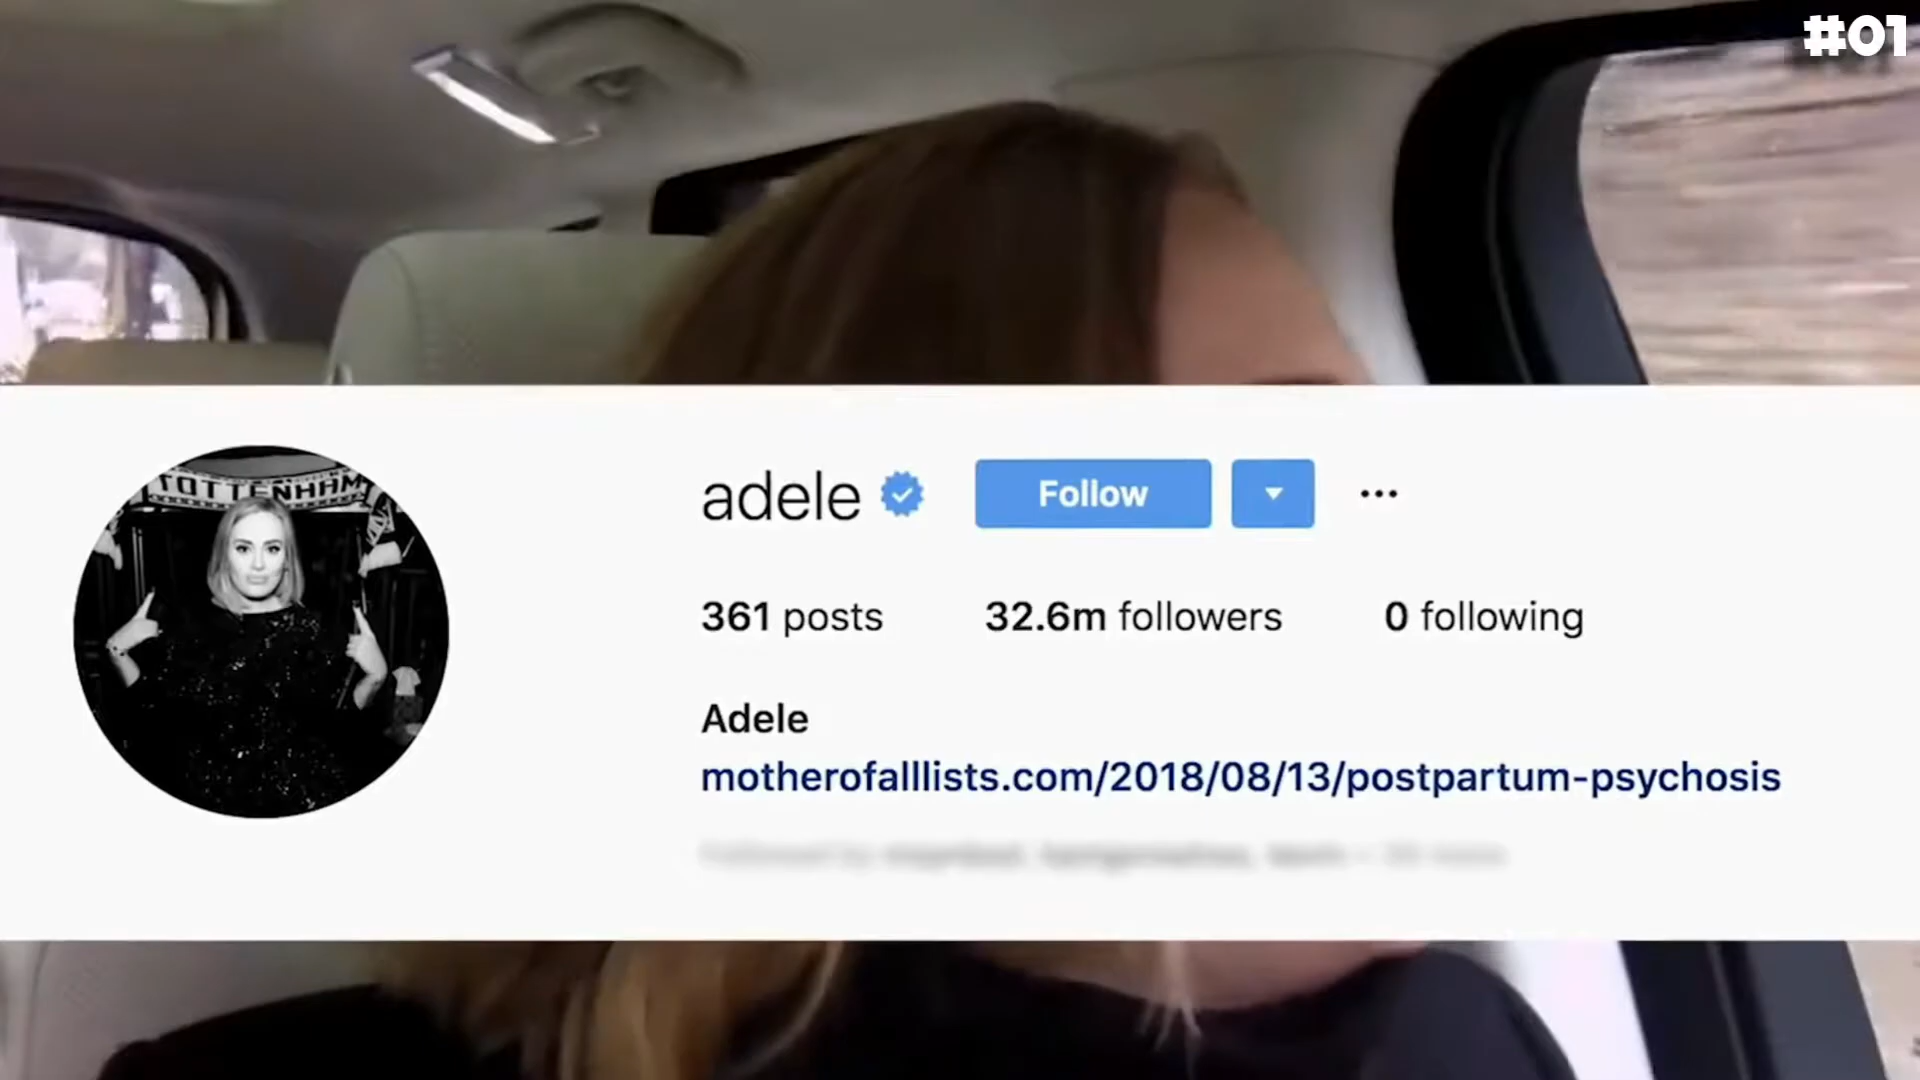 #01
TOTTENHAM
adele
Follow
361 posts 32.6m followers 0 following
Adele
motherofalllists.com/2018/08/13/postpartum-psychosis